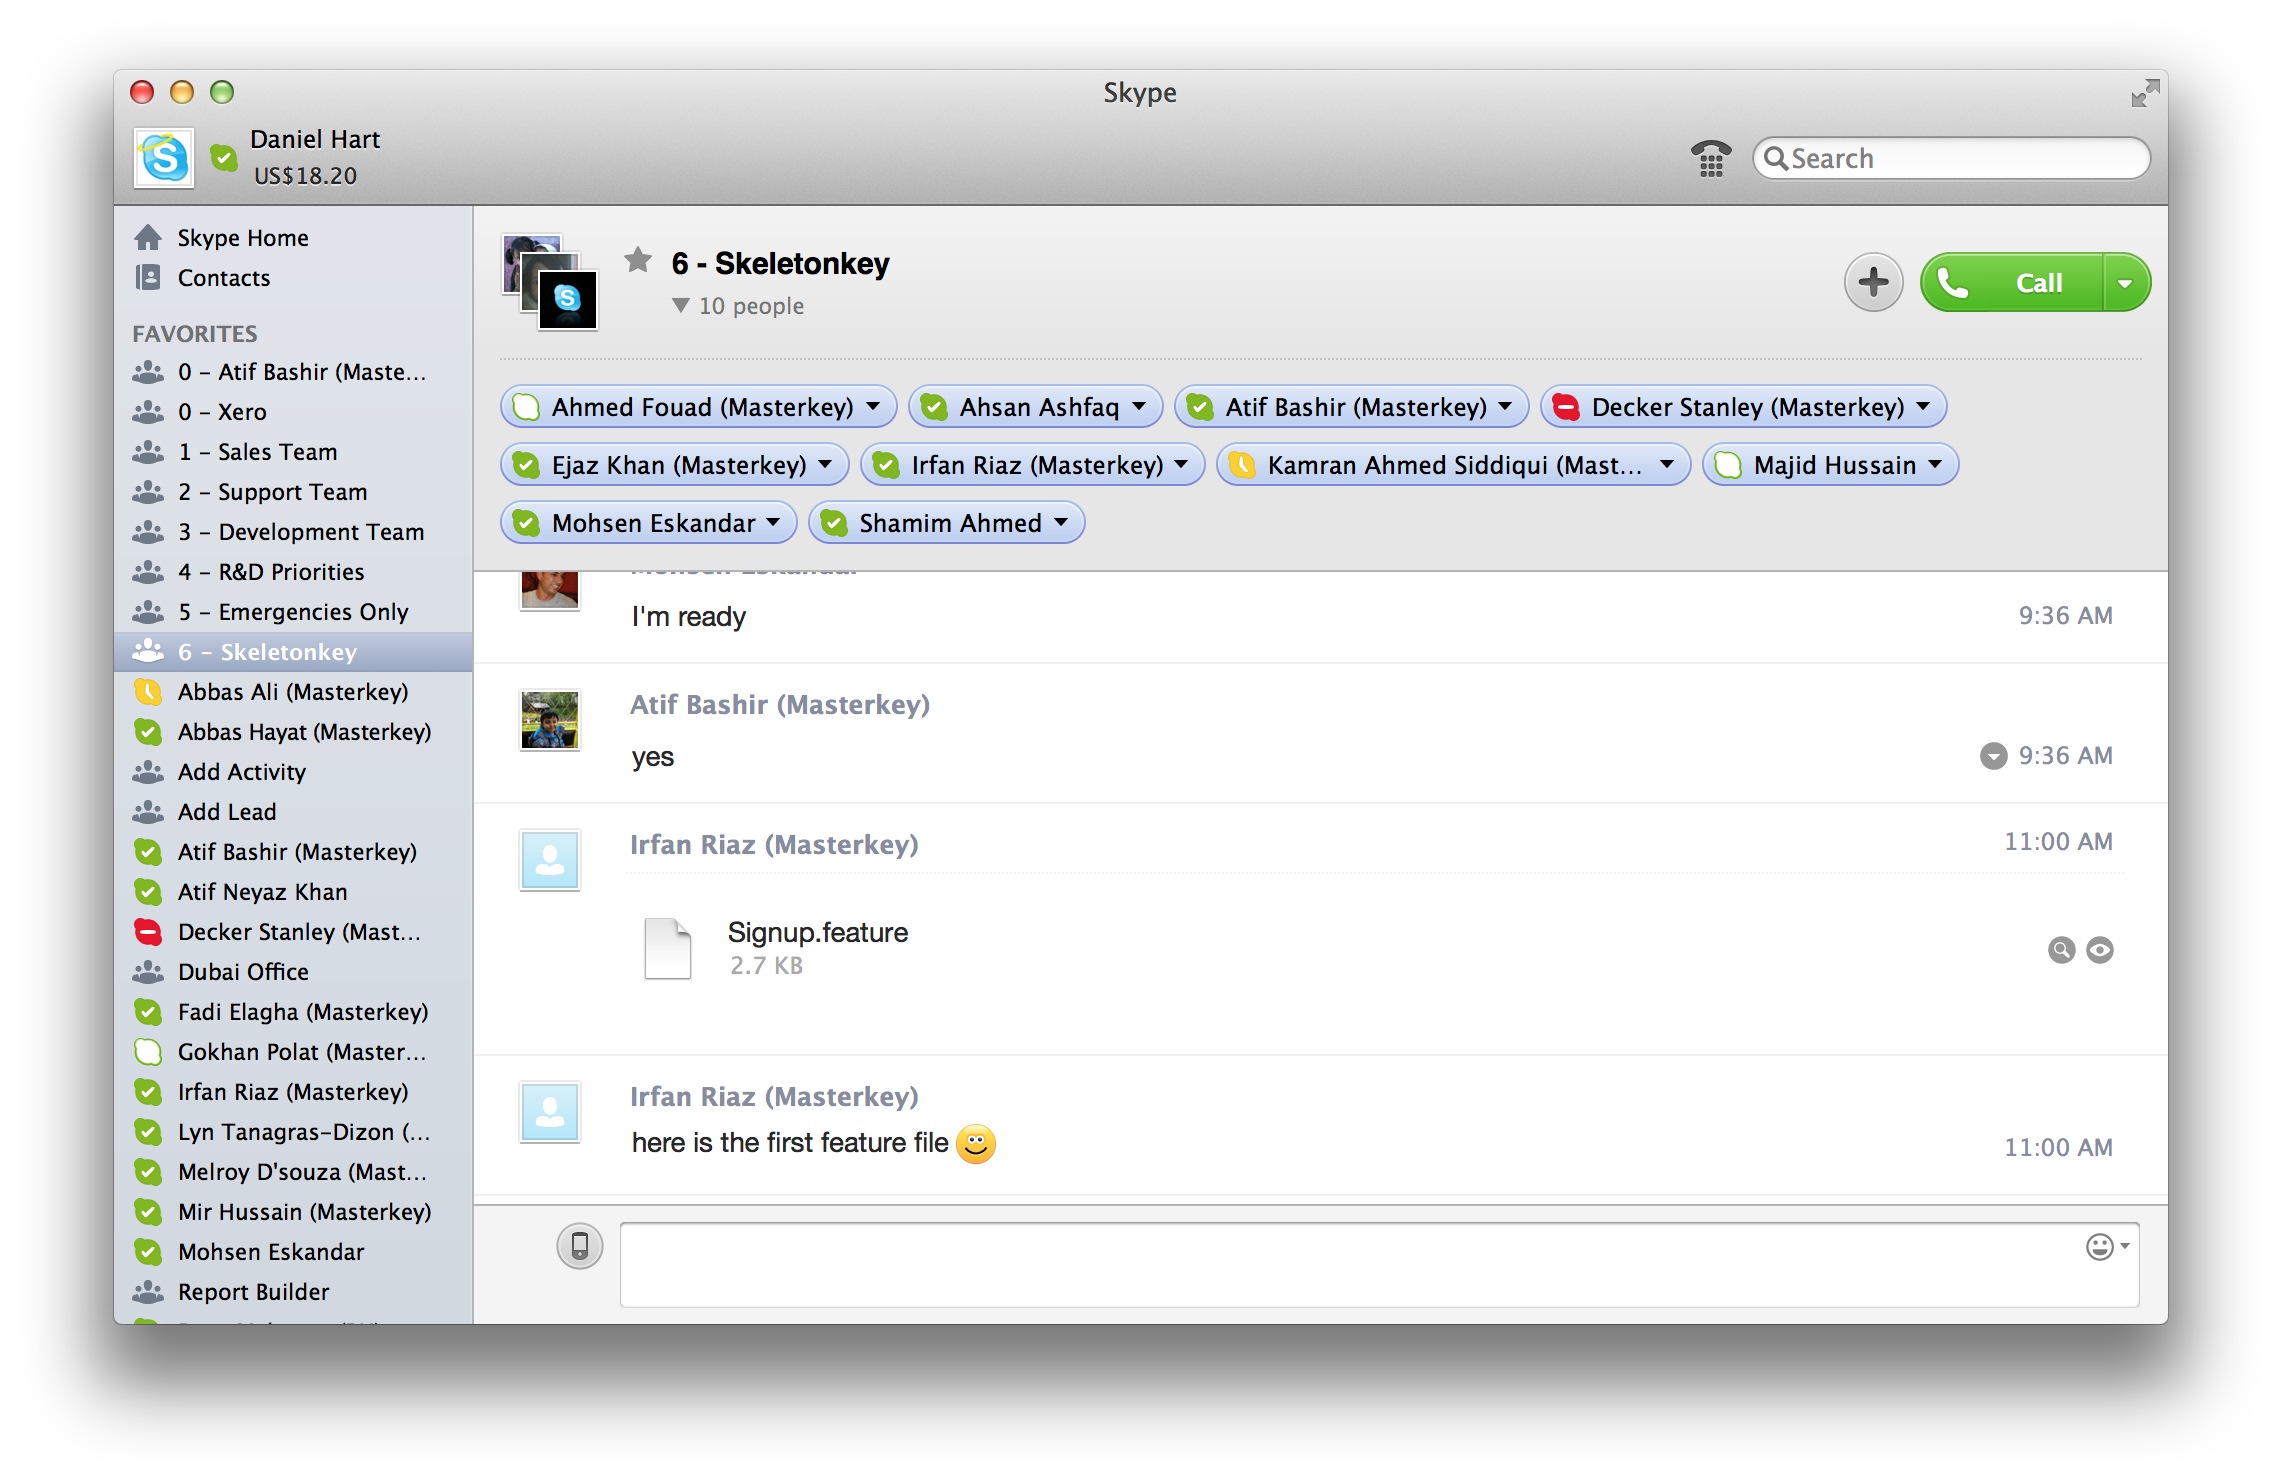 Skype
Daniel Hart
US$18.20
Search
Skype Home
Contacts
FAVORITES
0 – Atif Bashir (Maste...
0 – Xero
1 – Sales Team
2 – Support Team
3 – Development Team
4 – R&D Priorities
5 – Emergencies Only
6 – Skeletonkey
Abbas Ali (Masterkey)
Abbas Hayat (Masterkey)
Add Activity
Add Lead
Atif Bashir (Masterkey)
Atif Neyaz Khan
Decker Stanley (Mast...
Dubai Office
Fadi Elagha (Masterkey)
Gokhan Polat (Master...
Irfan Riaz (Masterkey)
Lyn Tanagras-Dizon (...
Melroy D'souza (Mast...
Mir Hussain (Masterkey)
Mohsen Eskandar
Report Builder
6 - Skeletonkey
10 people
Call
Ahmed Fouad (Masterkey) Ahsan Ashfaq Atif Bashir (Masterkey) Decker Stanley (Masterkey)
Ejaz Khan (Masterkey) Irfan Riaz (Masterkey) Kamran Ahmed Siddiqui (Mast... Majid Hussain
Mohsen Eskandar Shamim Ahmed
Mohsen Eskandar
I'm ready 9:36 AM
Atif Bashir (Masterkey)
yes 9:36 AM
Irfan Riaz (Masterkey) 11:00 AM
Signup.feature
2.7 KB
Irfan Riaz (Masterkey)
here is the first feature file 11:00 AM